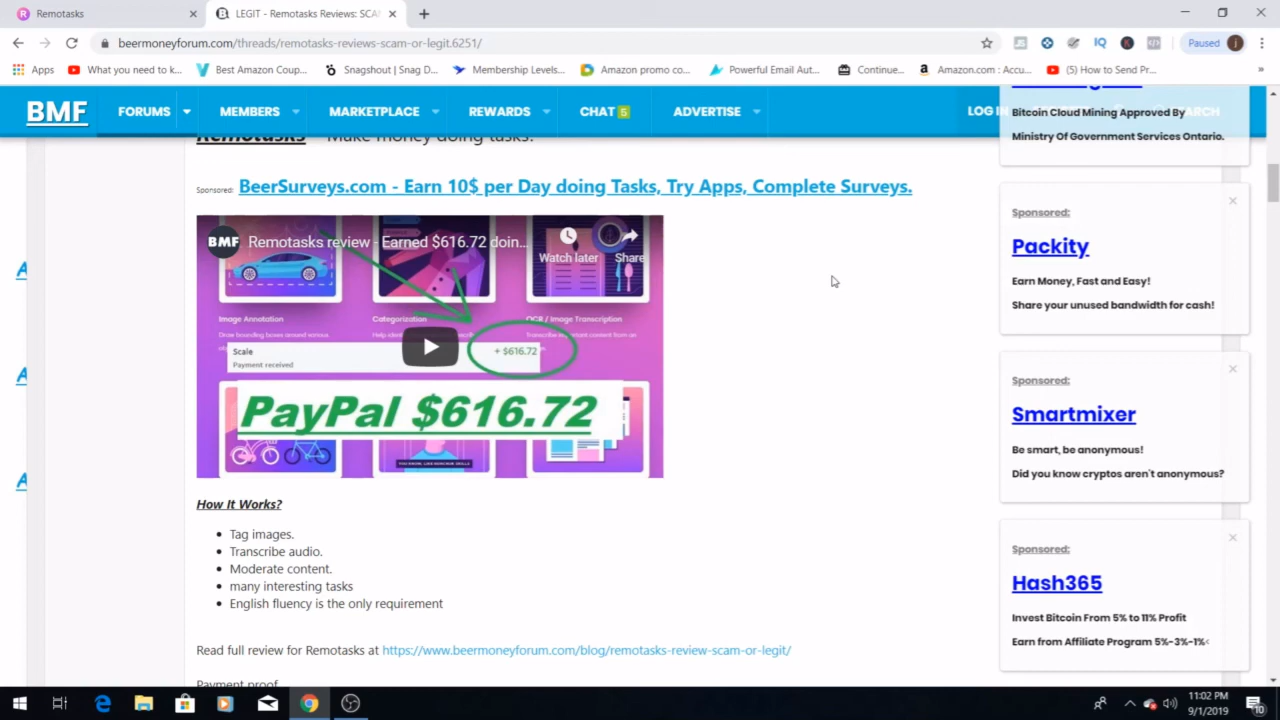 Remotasks
LEGIT - Remotasks Reviews: SCA
beermoneyforum.com/threads/remotasks-reviews-scam-or-legit.6251/
Paused
Apps
What you need to k...
Best Amazon Coup...
Snagshout | Snag D...
Membership Levels...
Amazon promo co...
Powerful Email Aut...
Continue...
Amazon.com : Accu...
(5) How to Send Pr...
BMF
FORUMS
MEMBERS
MARKETPLACE
REWARDS
CHAT 5
ADVERTISE
LOG IN
Remotasks - Make money doing tasks.
Sponsored: BeerSurveys.com - Earn 10$ per Day doing Tasks, Try Apps, Complete Surveys.
BMF Remotasks review - Earned $616.72 doin...
Watch later
Share
Image Annotation
Categorization
OCR / Image Transcription
Scale
Payment received
+ $616.72
PayPal $616.72
How It Works?
Tag images.
Transcribe audio.
Moderate content.
many interesting tasks
English fluency is the only requirement
Read full review for Remotasks at https://www.beermoneyforum.com/blog/remotasks-review-scam-or-legit/
Payment proof
Bitcoin Cloud Mining Approved By
Ministry Of Government Services Ontario.
Sponsored:
Packity
Earn Money, Fast and Easy!
Share your unused bandwidth for cash!
Sponsored:
Smartmixer
Be smart, be anonymous!
Did you know cryptos aren't anonymous?
Sponsored:
Hash365
Invest Bitcoin From 5% to 11% Profit
Earn from Affiliate Program 5%-3%-1%<
11:02 PM
9/1/2019
10